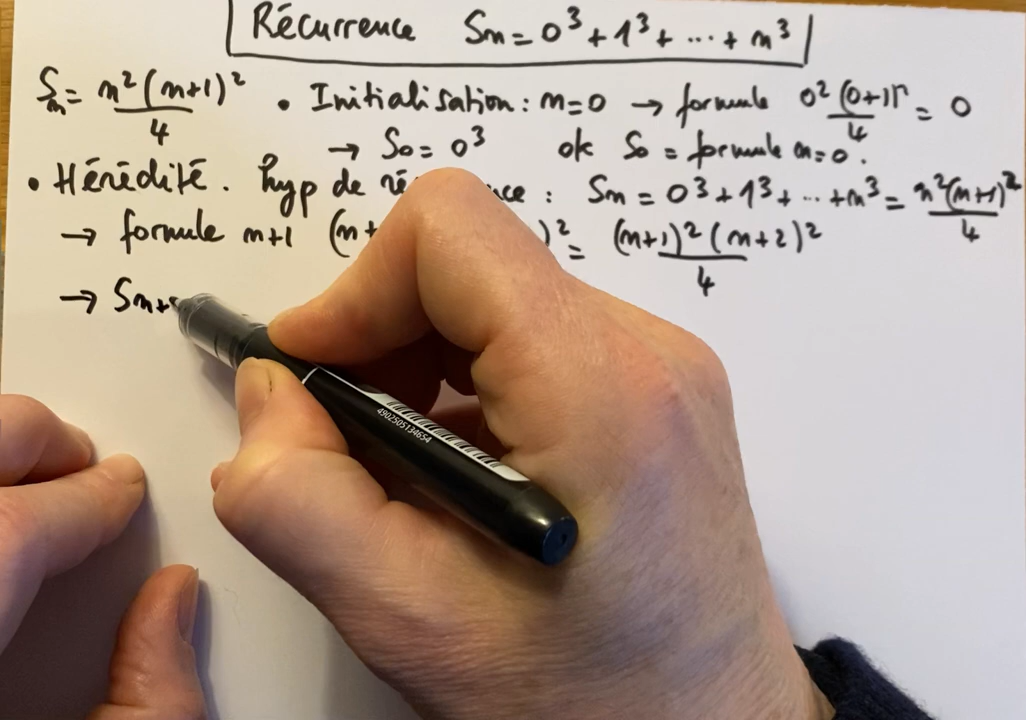 Récurrence Sn = 0³ + 1³ + ... + n³
Sn = n²(n+1)²/4 • Initialisation : n=0 → formule 0²(0+1)²/4 = 0
→ S0 = 0³ ok S0 = formule n=0.
• Hérédité. hyp de : Sn = 0³ + 1³ + ... + n³ = n²(n+1)²/4
→ formule n+1 (n+ )² = (n+1)²(n+2)²/4
→ Sn+
4902505134654